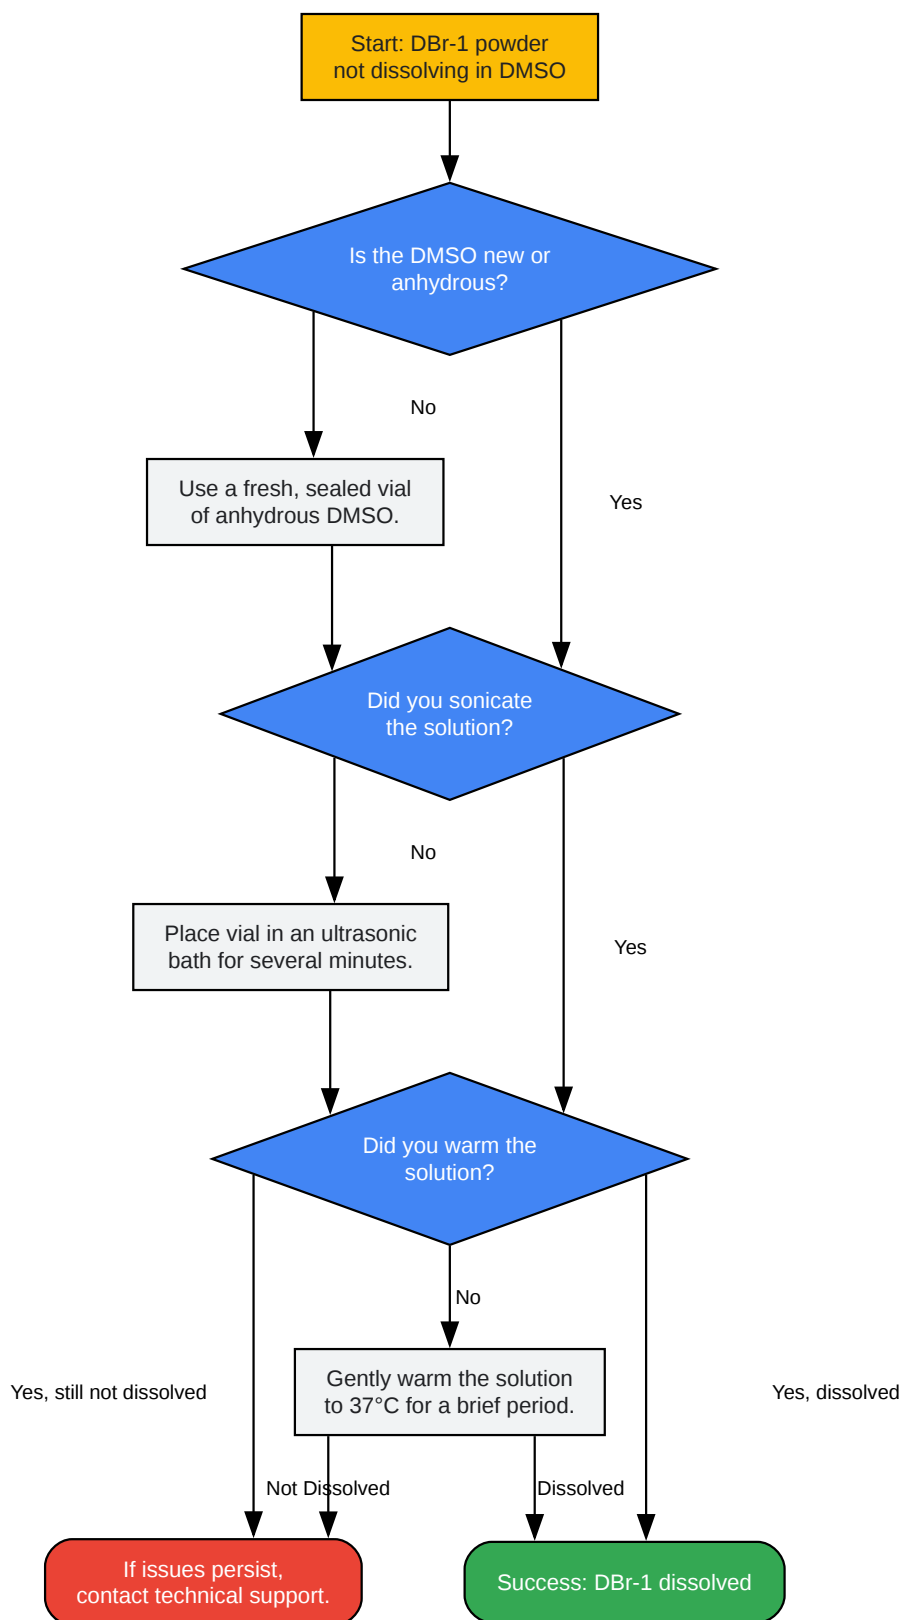 Start: DBr-1 powder
not dissolving in DMSO
Is the DMSO new or
anhydrous?
No
Use a fresh, sealed vial
of anhydrous DMSO.
Yes
Did you sonicate
the solution?
No
Place vial in an ultrasonic
bath for several minutes.
Yes
Did you warm the
solution?
No
Gently warm the solution
to 37°C for a brief period.
Yes, still not dissolved
Yes, dissolved
Not Dissolved
Dissolved
If issues persist,
contact technical support.
Success: DBr-1 dissolved